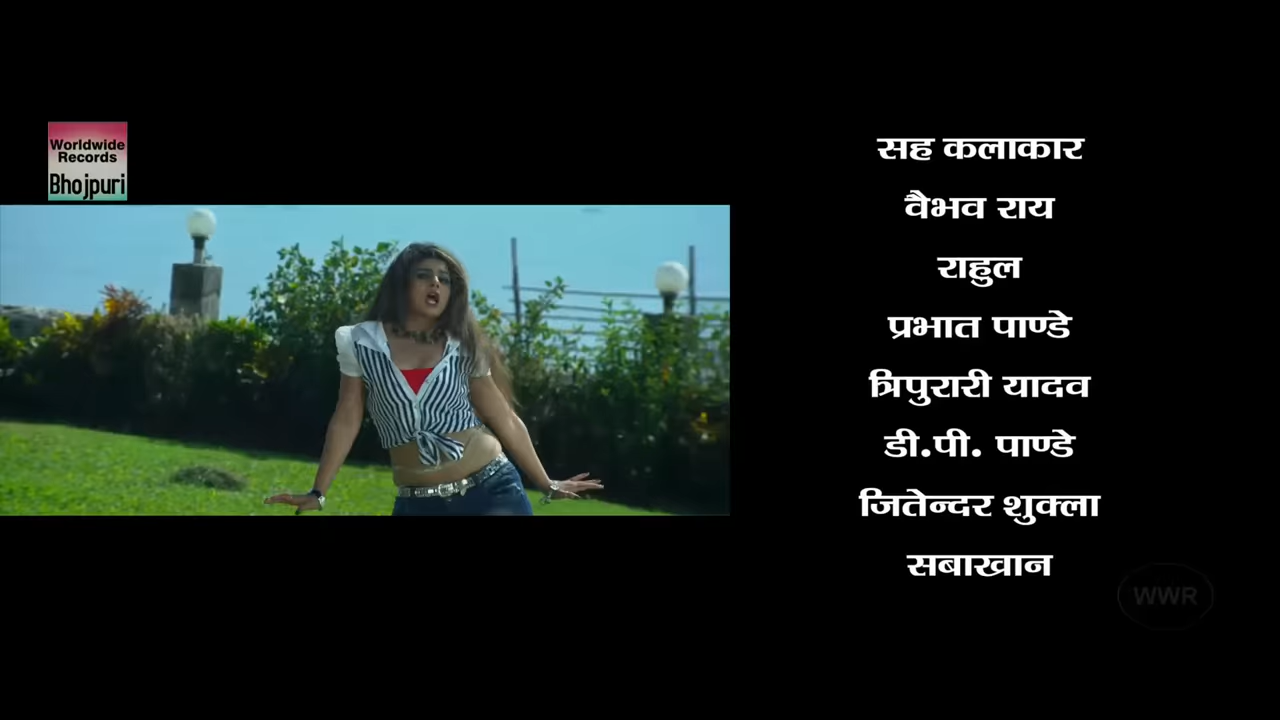 Worldwide
Records
Bhojpuri
सह कलाकार
वैभव राय
राहुल
प्रभात पाण्डे
त्रिपुरारी यादव
डी.पी. पाण्डे
जितेन्दर शुक्ला
सबाखान
WWR